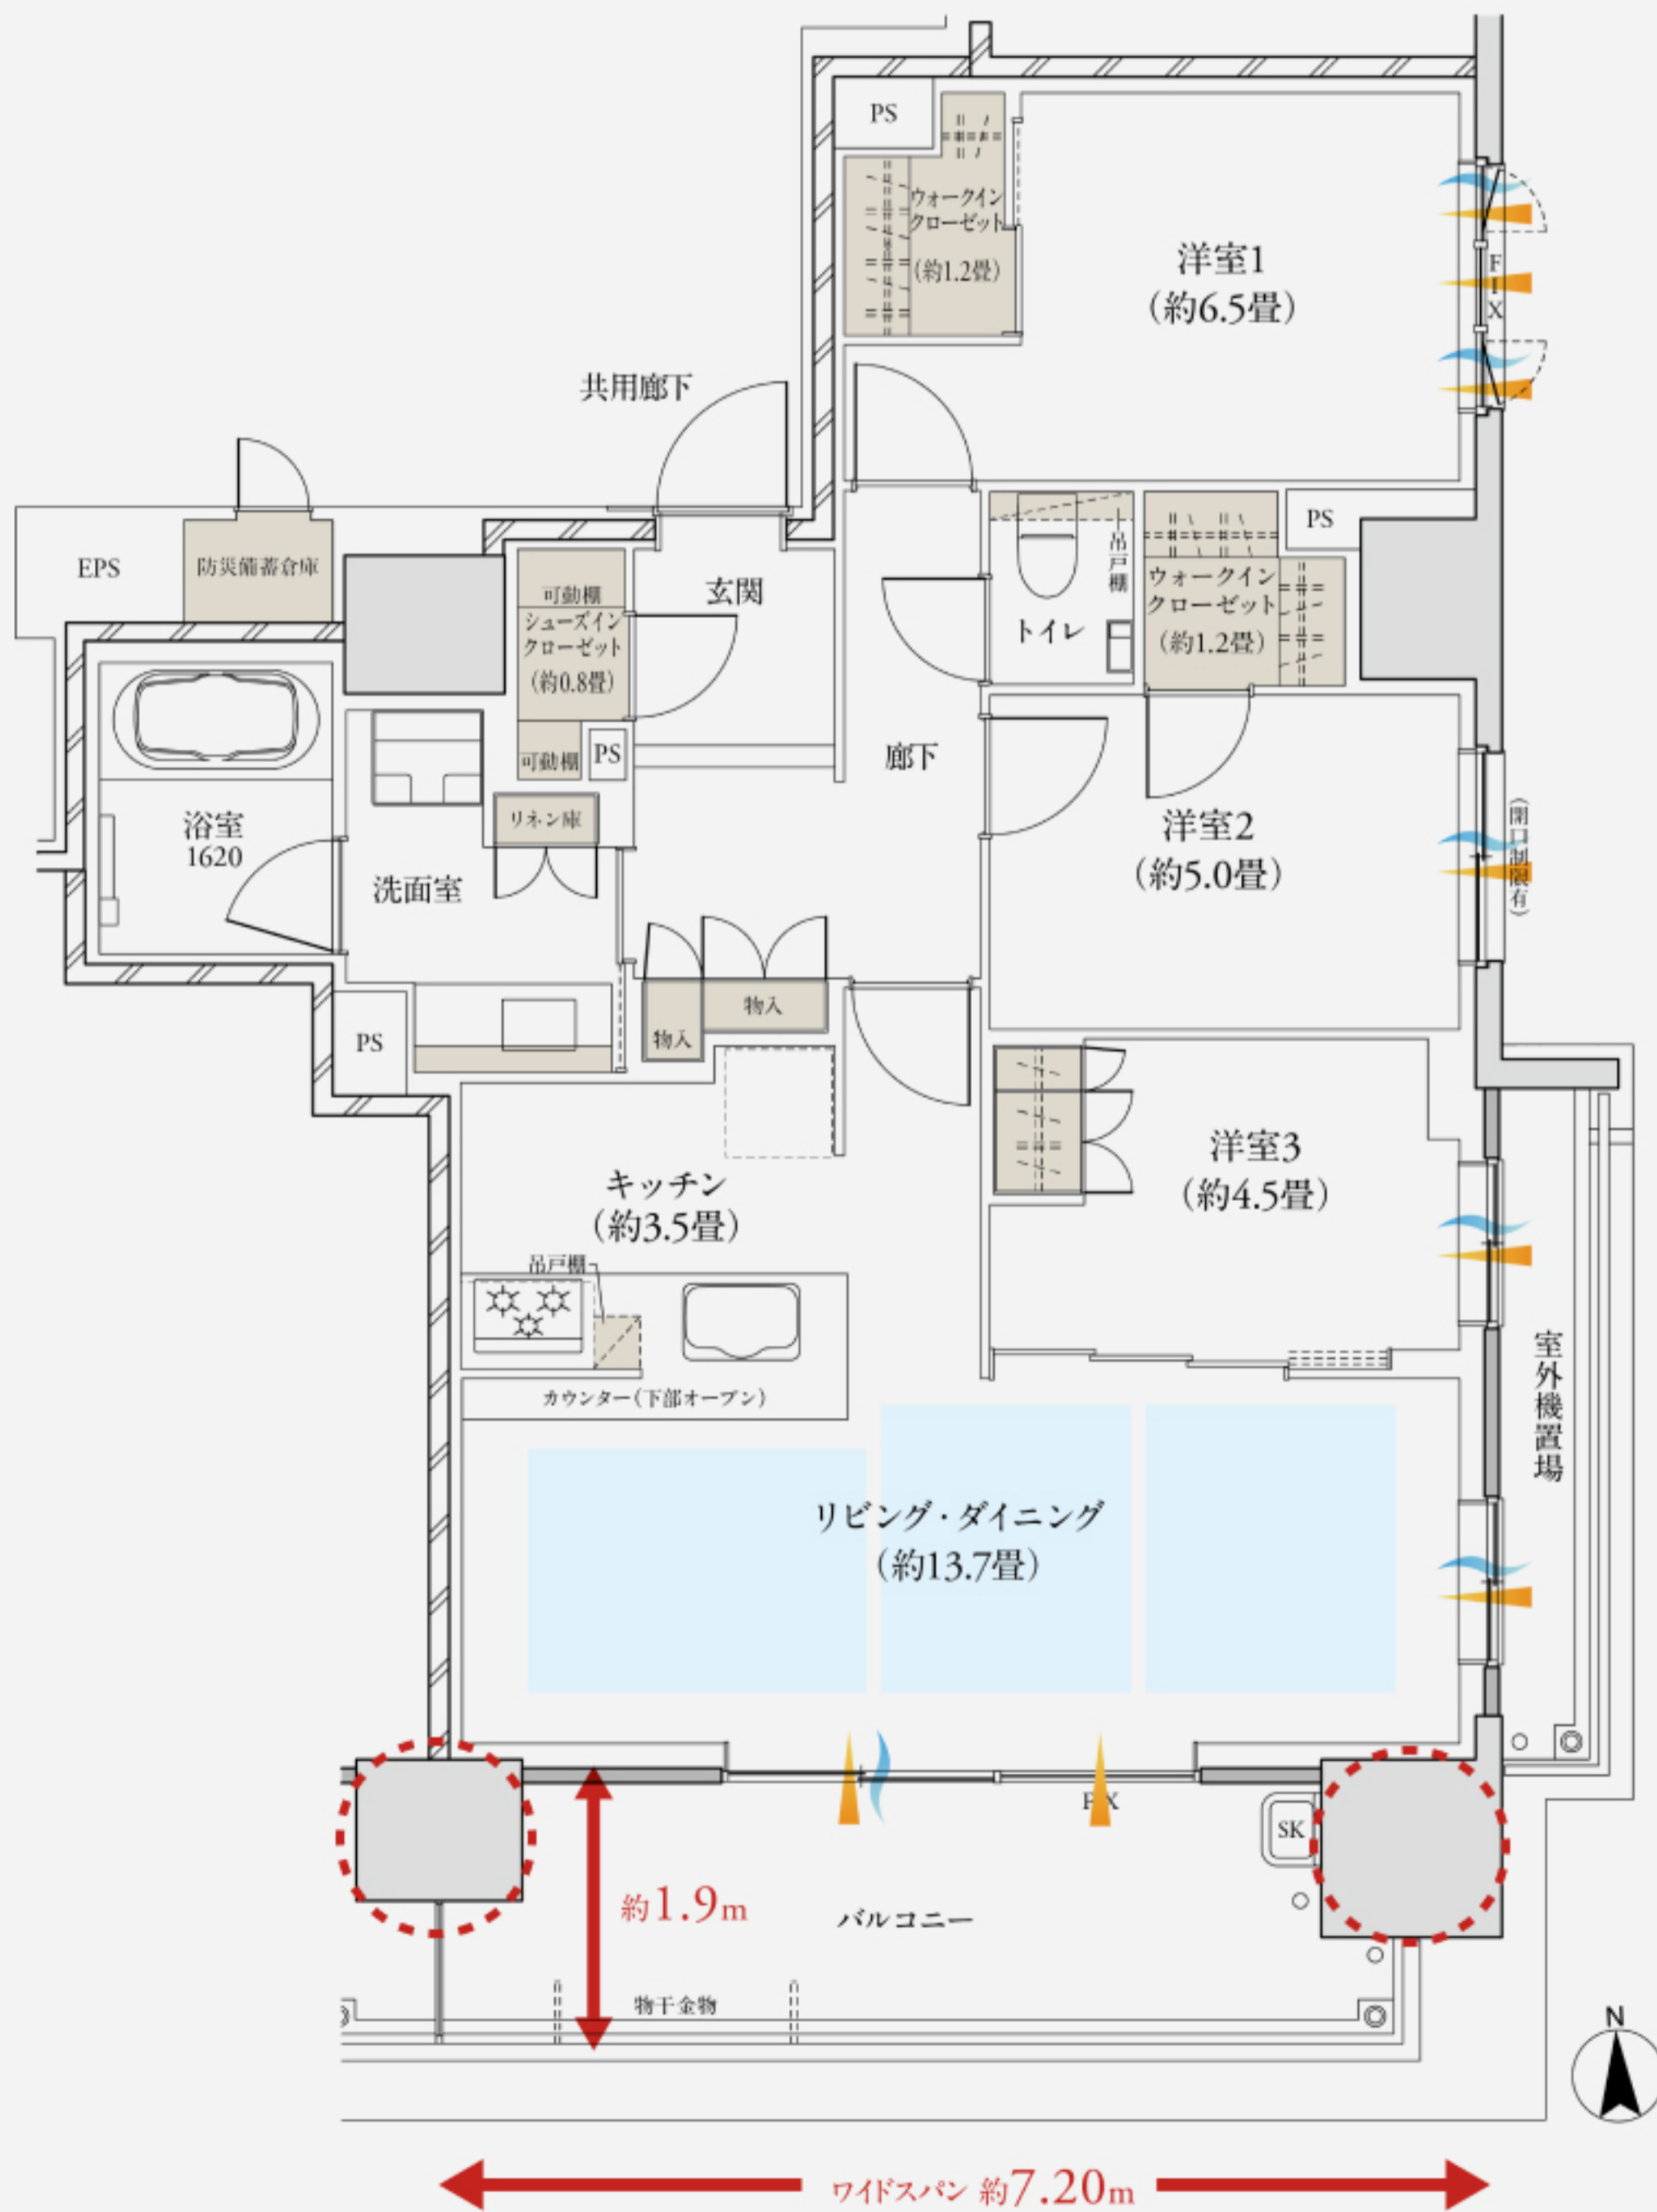 PS
ウォークイン
クローゼット
(約1.2畳)
洋室1
(約6.5畳)
FIX
共用廊下
EPS
防災備蓄倉庫
可動棚
シューズイン
クローゼット
(約0.8畳)
可動棚
PS
玄関
吊戸棚
トイレ
ウォークイン
クローゼット
(約1.2畳)
PS
廊下
リネン庫
浴室
1620
洗面室
洋室2
(約5.0畳)
(開口制限有)
物入
物入
PS
洋室3
(約4.5畳)
キッチン
(約3.5畳)
吊戸棚
カウンター(下部オープン)
室外機置場
リビング・ダイニング
(約13.7畳)
FIX
SK
約1.9m
バルコニー
物干金物
N
ワイドスパン 約7.20m